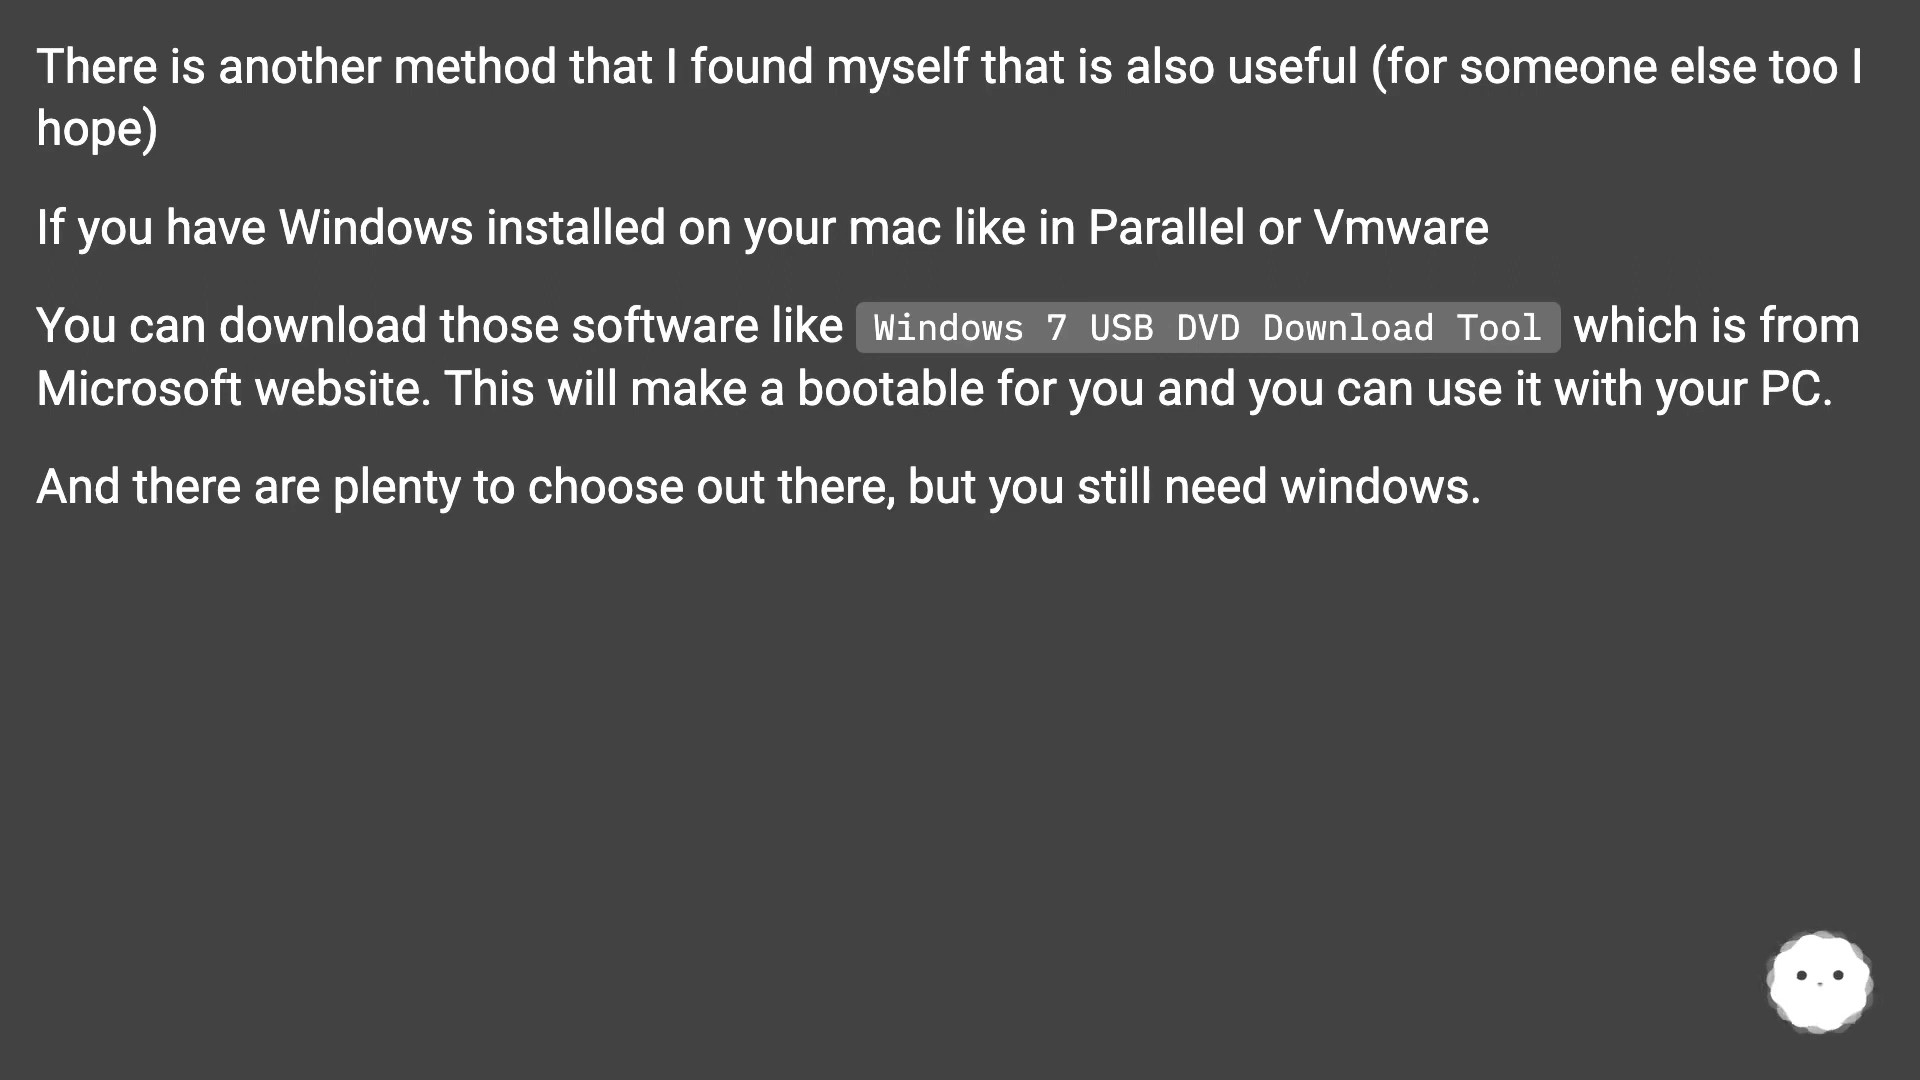 There is another method that I found myself that is also useful (for someone else too I
hope)
If you have Windows installed on your mac like in Parallel or Vmware
You can download those software like Windows 7 USB DVD Download Tool which is from
Microsoft website. This will make a bootable for you and you can use it with your PC.
And there are plenty to choose out there, but you still need windows.